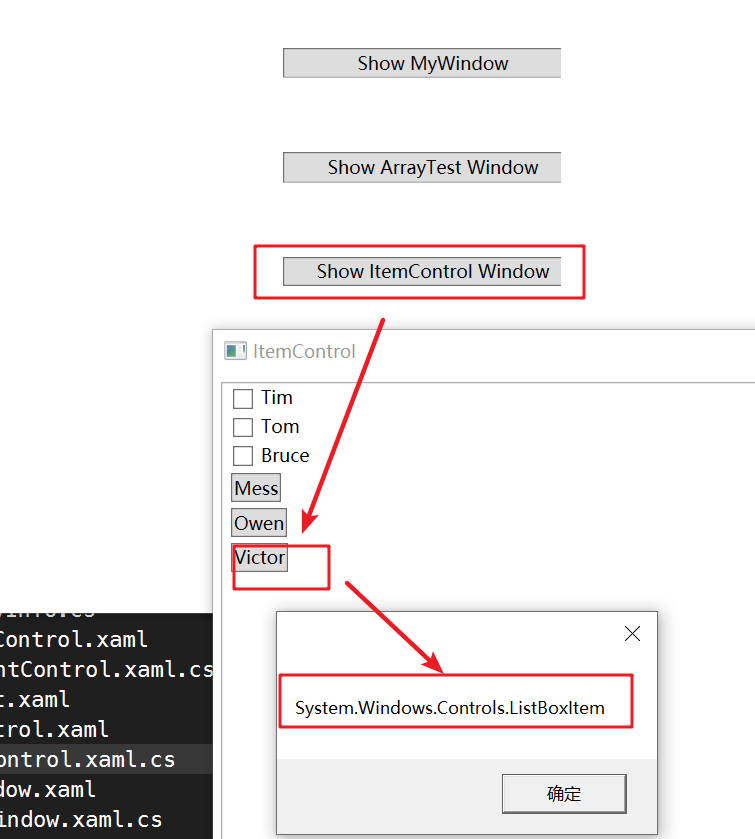 Show MyWindow
Show ArrayTest Window
Show ItemControl Window
ItemControl
Tim
Tom
Bruce
Mess
Owen
Victor
Control.xaml
ntControl.xaml.cs
t.xaml
trol.xaml
ontrol.xaml.cs
dow.xaml
indow.xaml.cs
System.Windows.Controls.ListBoxItem
确定